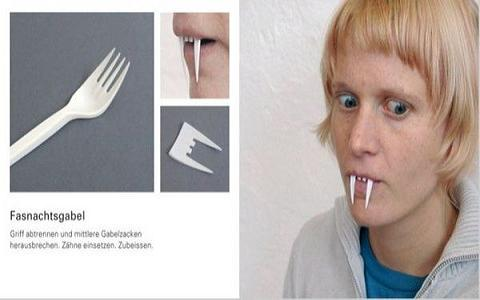 Fasnachtsgabel
Griff abtrennen und mittlere Gabelzacken
herausbrechen. Zähne einsetzen. Zubeissen.